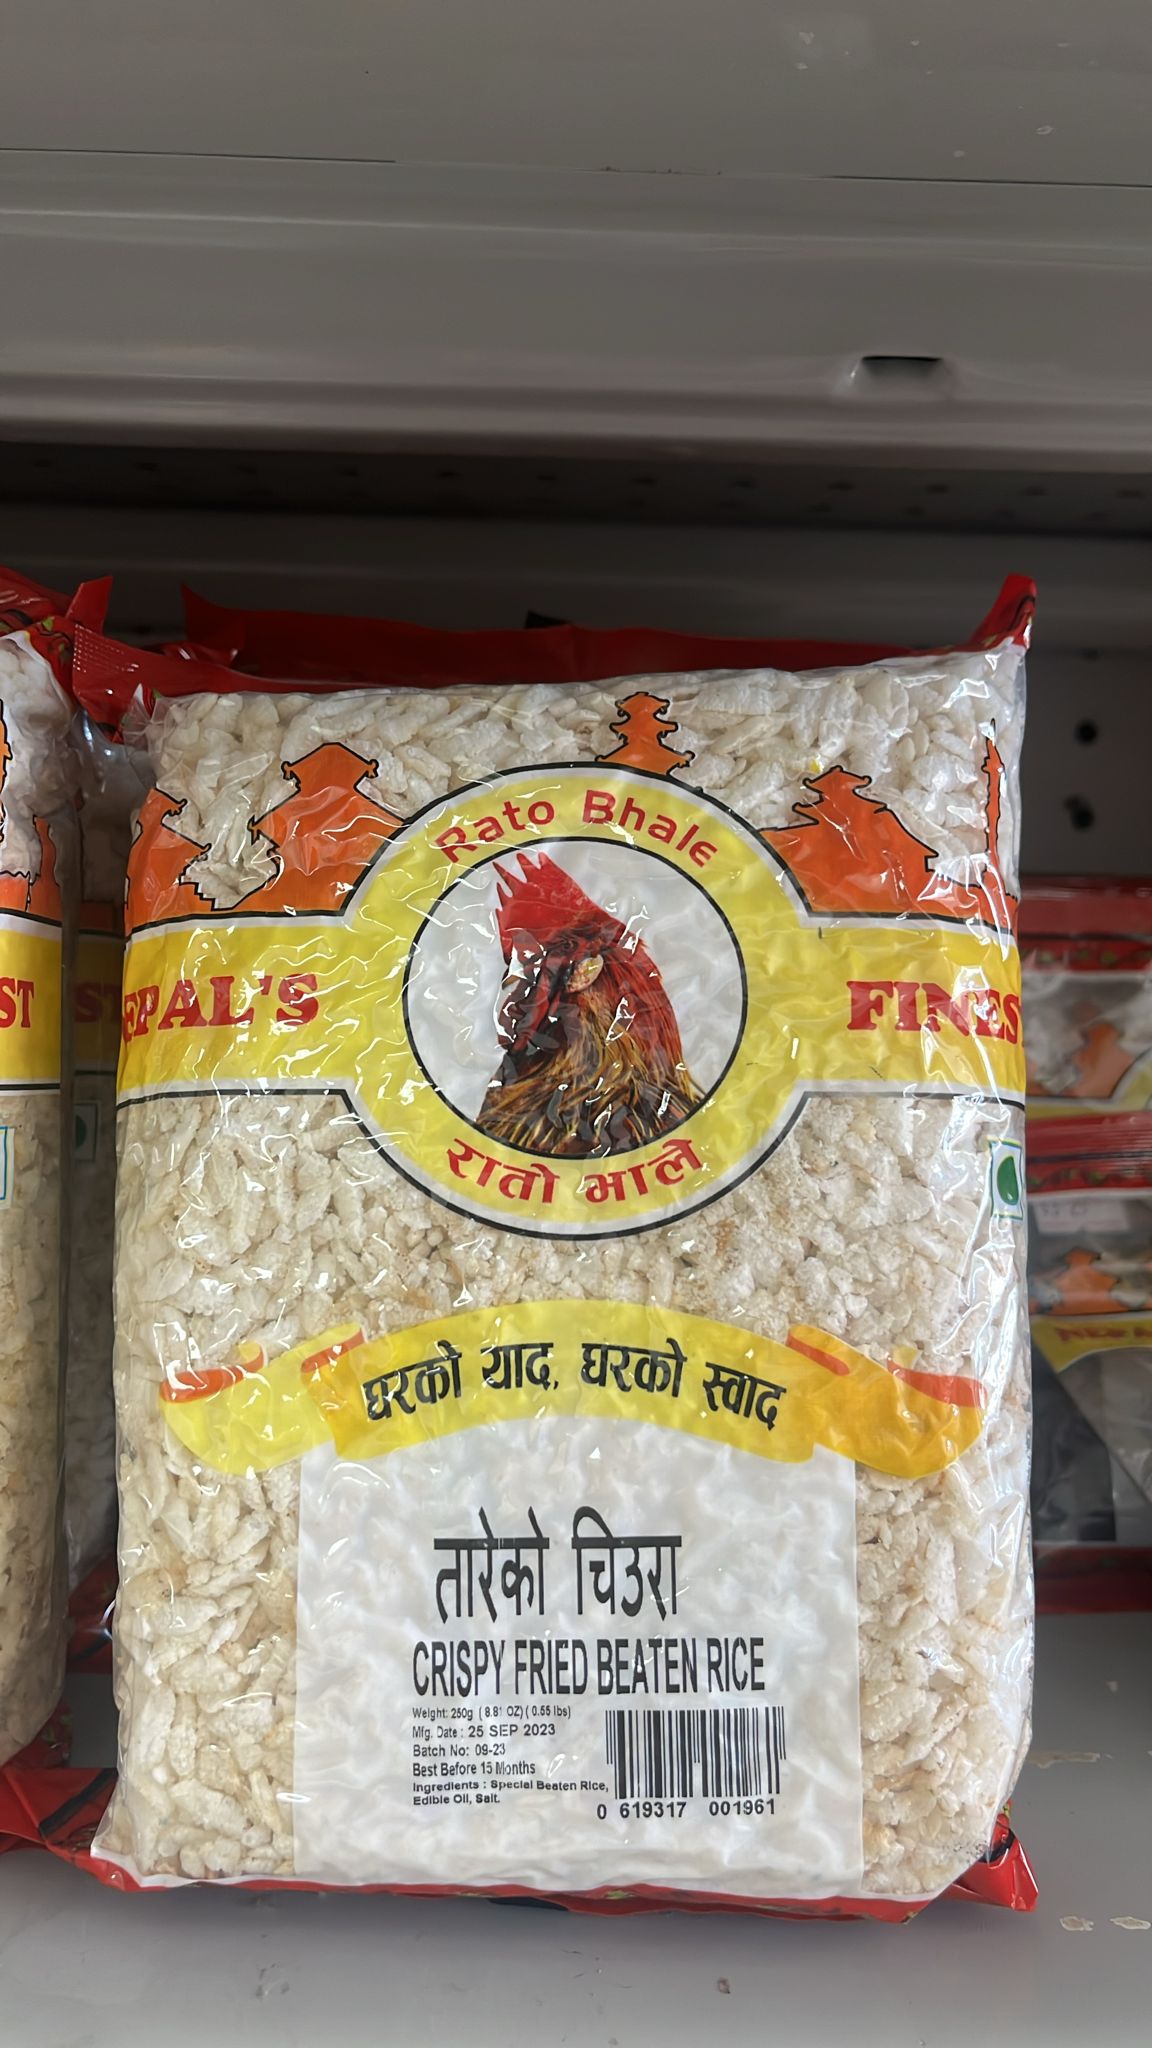 Rato Bhale
EPAL'S
FINES
रातो भाले
घरको याद, घरको स्वाद
तारेको चिउरा
CRISPY FRIED BEATEN RICE
Weight: 250g (8.81 OZ) ( 0.55 lbs)
Mfg. Date : 25 SEP 2023
Batch No: 09-23
Best Before 15 Months
Ingredients : Special Beaten Rice,
Edible Oil, Salt.
0 619317 001961
ST
ST